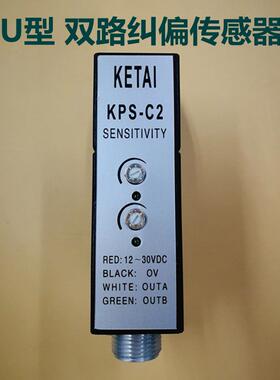 U型 双路纠偏传感器
KETAI
KPS-C2
SENSITIVITY
RED:12~30VDC
BLACK: 0V
WHITE:OUTA
GREEN:OUTB